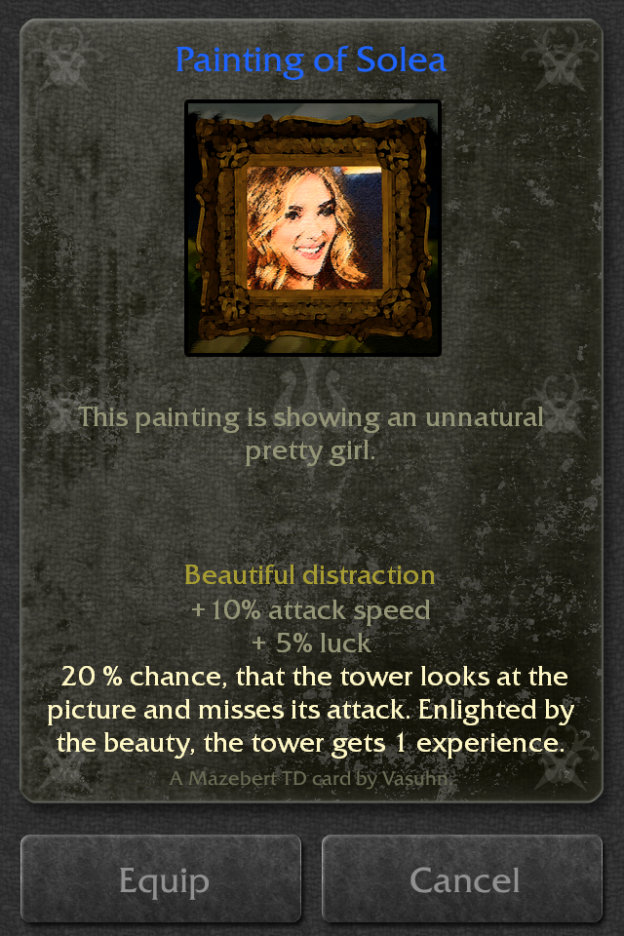 Painting of Solea
This painting is showing an unnatural
pretty girl.
Beautiful distraction
+10% attack speed
+ 5% luck
20 % chance, that the tower looks at the
picture and misses its attack. Enlighted by
the beauty, the tower gets 1 experience.
A Mazebert TD card by Vasuhn.
Equip
Cancel